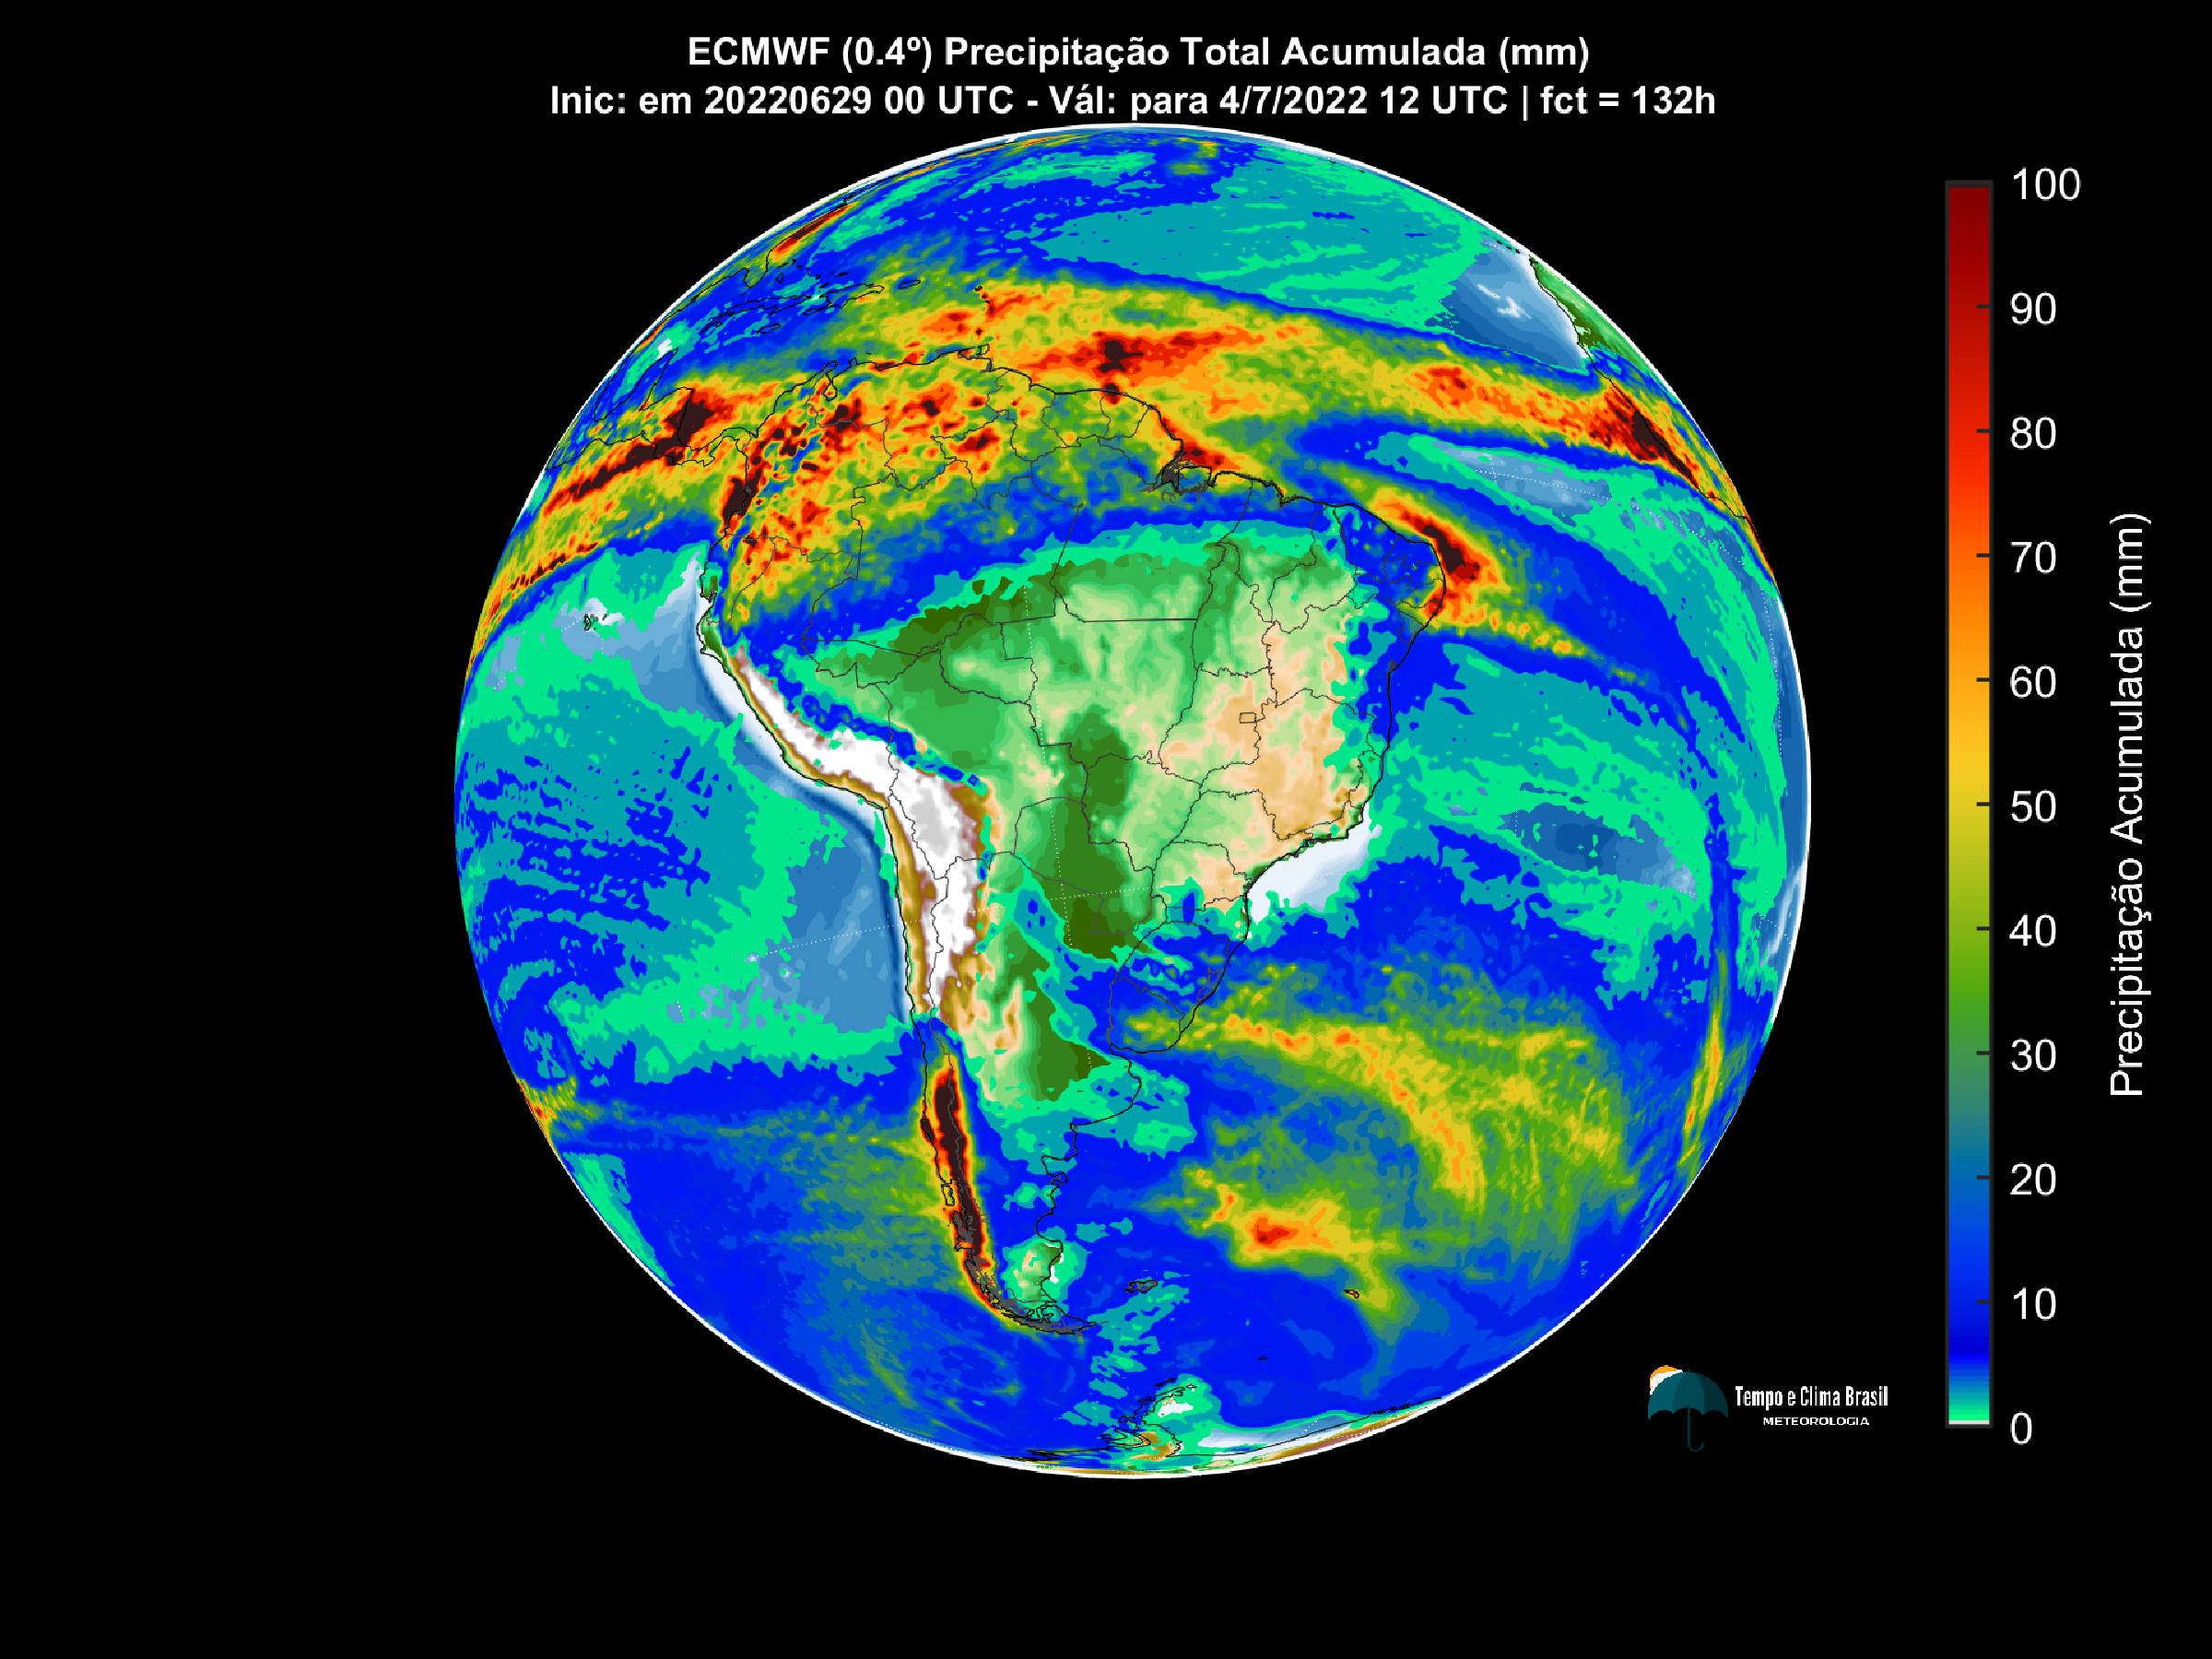 ECMWF (0.4º) Precipitação Total Acumulada (mm)
Inic: em 20220629 00 UTC - Vál: para 4/7/2022 12 UTC | fct = 132h
100
90
80
70
60
50
40
30
20
10
0
Precipitação Acumulada (mm)
Tempo e Clima Brasil
METEOROLOGIA